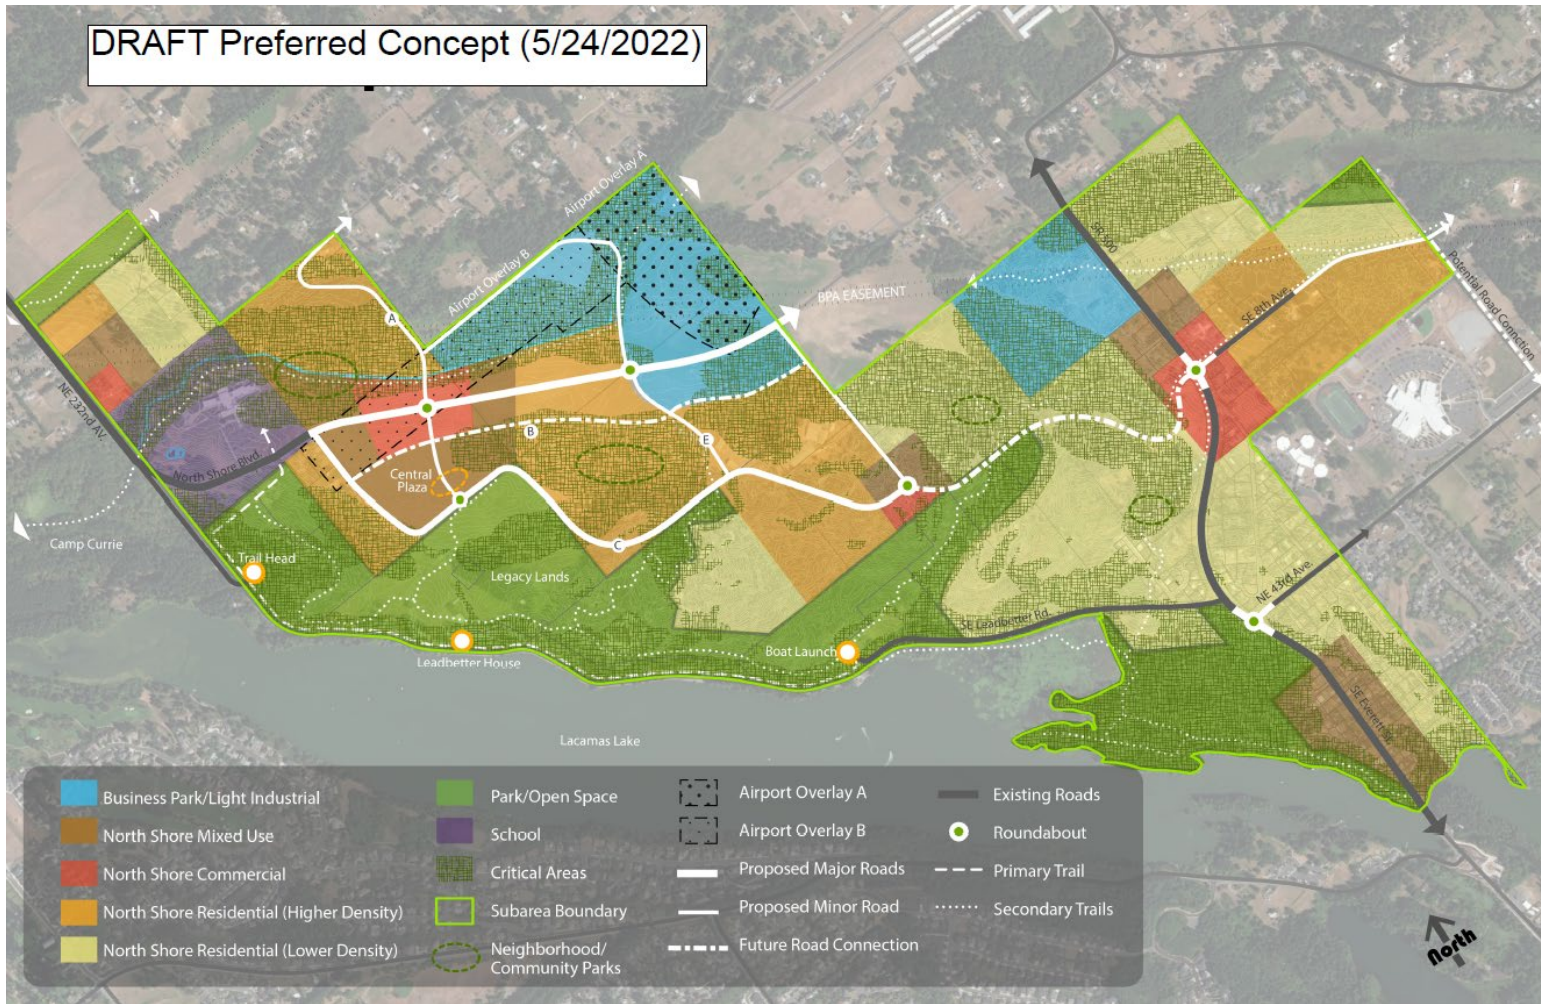 DRAFT Preferred Concept (5/24/2022)
Airport Overlay A
Airport Overlay B
SR 500
BPA EASEMENT
SE 8th Ave.
Potential Road Connction
A
NE 232nd AV.
B
E
North Shore Blvd.
Central
Plaza
Camp Currie
Trail Head
C
Legacy Lands
NE 43rd Ave.
SE Leadbetter Rd.
Boat Launch
Leadbetter House
SE Everett St.
Lacamas Lake
Business Park/Light Industrial
North Shore Mixed Use
North Shore Commercial
North Shore Residential (Higher Density)
North Shore Residential (Lower Density)
Park/Open Space
School
Critical Areas
Subarea Boundary
Neighborhood/
Community Parks
Airport Overlay A
Airport Overlay B
Proposed Major Roads
Proposed Minor Road
Future Road Connection
Existing Roads
Roundabout
Primary Trail
Secondary Trails
North